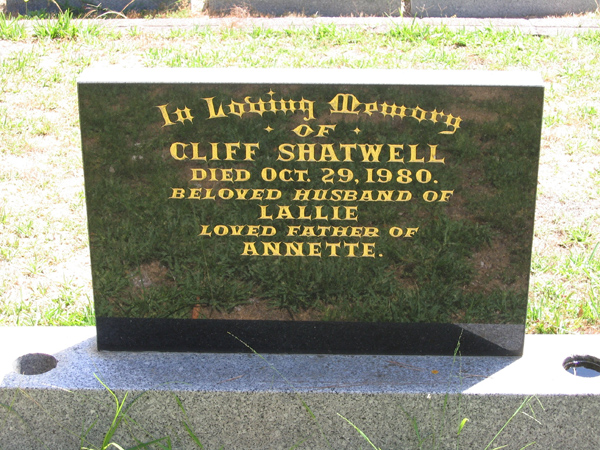 In Loving Memory
· OF ·
CLIFF SHATWELL
DIED OCT. 29, 1980.
BELOVED HUSBAND OF
LALLIE
LOVED FATHER OF
ANNETTE.